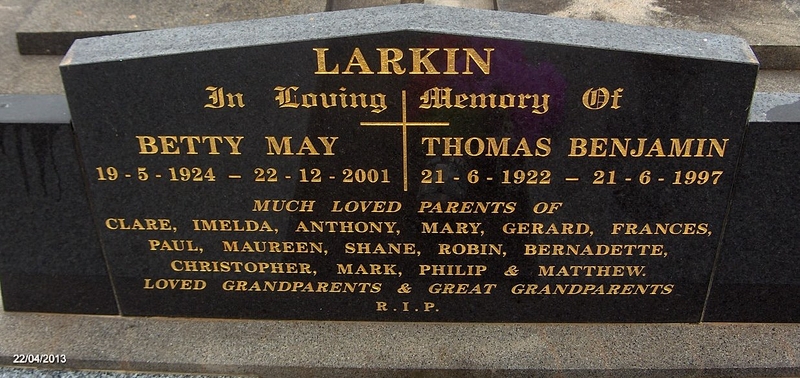 LARKIN
In Loving Memory Of
BETTY MAY
19-5-1924 – 22-12-2001
THOMAS BENJAMIN
21-6-1922 – 21-6-1997
MUCH LOVED PARENTS OF
CLARE, IMELDA, ANTHONY, MARY, GERARD, FRANCES,
PAUL, MAUREEN, SHANE, ROBIN, BERNADETTE,
CHRISTOPHER, MARK, PHILIP & MATTHEW.
LOVED GRANDPARENTS & GREAT GRANDPARENTS
R.I.P.
22/04/2013